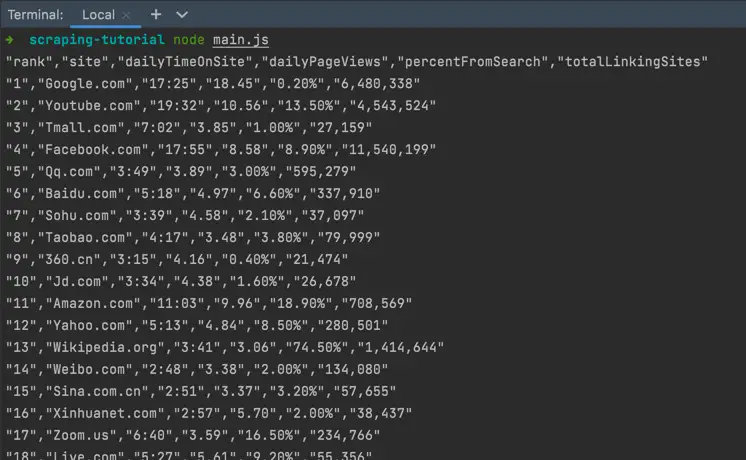 Terminal: Local × +
→ scraping-tutorial node main.js
"rank","site","dailyTimeOnSite","dailyPageViews","percentFromSearch","totalLinkingSites"
"1","Google.com","17:25","18.45","0.20%","6,480,338"
"2","Youtube.com","19:32","10.56","13.50%","4,543,524"
"3","Tmall.com","7:02","3.85","1.00%","27,159"
"4","Facebook.com","17:55","8.58","8.90%","11,540,199"
"5","Qq.com","3:49","3.89","3.00%","595,279"
"6","Baidu.com","5:18","4.97","6.60%","337,910"
"7","Sohu.com","3:39","4.58","2.10%","37,097"
"8","Taobao.com","4:17","3.48","3.80%","79,999"
"9","360.cn","3:15","4.16","0.40%","21,474"
"10","Jd.com","3:34","4.38","1.60%","26,678"
"11","Amazon.com","11:03","9.96","18.90%","708,569"
"12","Yahoo.com","5:13","4.84","8.50%","280,501"
"13","Wikipedia.org","3:41","3.06","74.50%","1,414,644"
"14","Weibo.com","2:48","3.38","2.00%","134,080"
"15","Sina.com.cn","2:51","3.37","3.20%","57,655"
"16","Xinhuanet.com","2:57","5.70","2.00%","38,437"
"17","Zoom.us","6:40","3.59","16.50%","234,766"
"18","Live.com","5:27","5.61","9.20%","55,356"